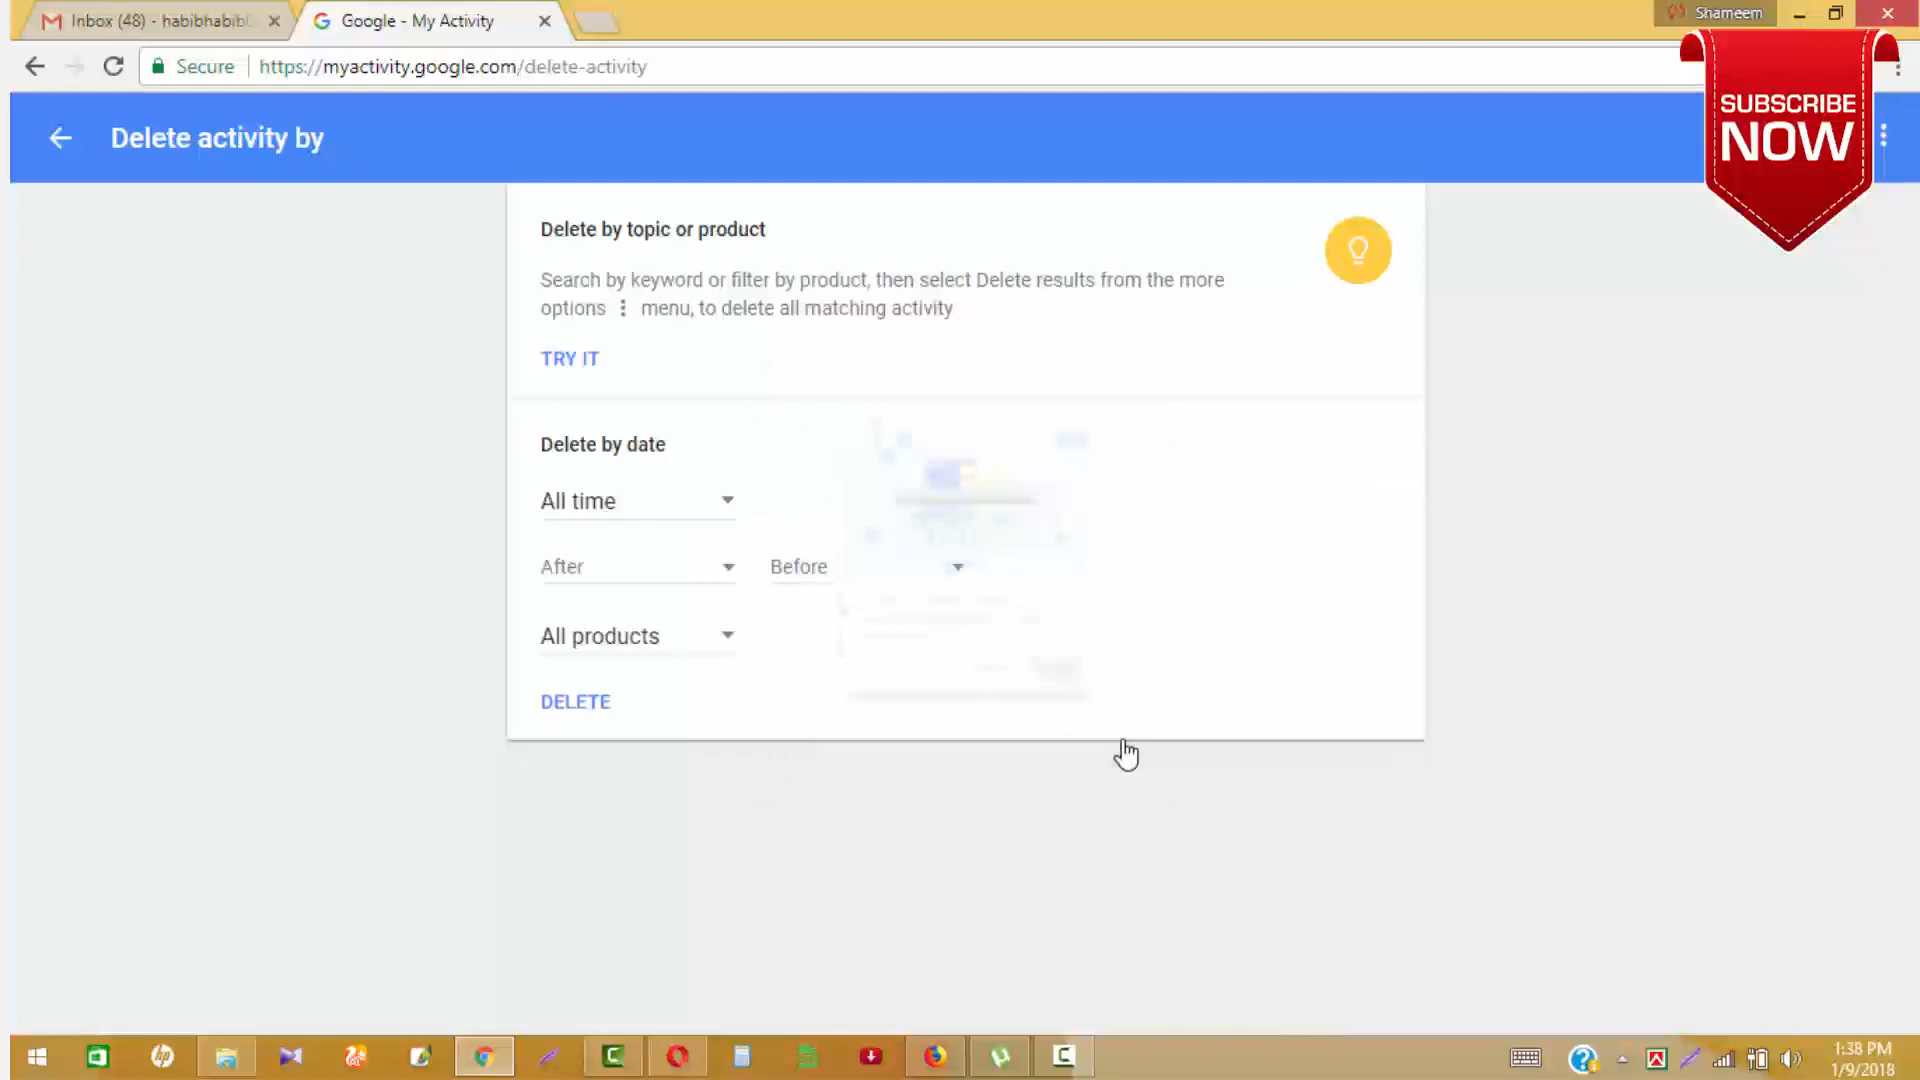 Inbox (48) - habibhabib
Google - My Activity
Shameem
Secure
https://myactivity.google.com/delete-activity
SUBSCRIBE
NOW
Delete activity by
Delete by topic or product
Search by keyword or filter by product, then select Delete results from the more
options menu, to delete all matching activity
TRY IT
Delete by date
All time
After
Before
All products
DELETE
1:38 PM
1/9/2018